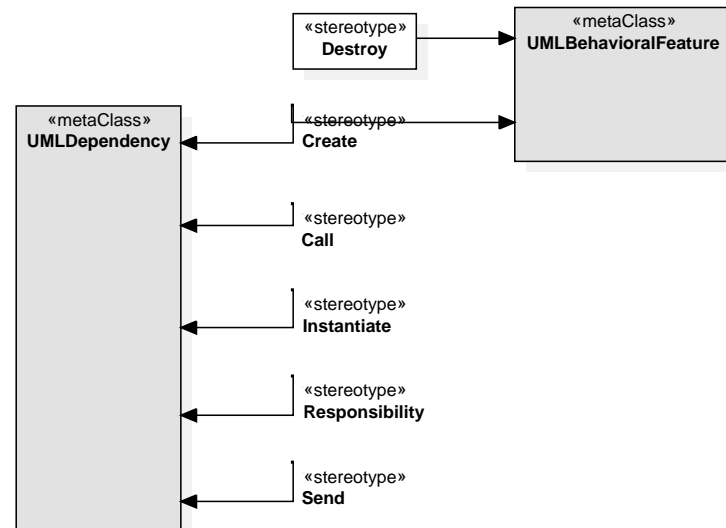 «stereotype»
Destroy
«metaClass»
UMLBehavioralFeature
«metaClass»
UMLDependency
«stereotype»
Create
«stereotype»
Call
«stereotype»
Instantiate
«stereotype»
Responsibility
«stereotype»
Send